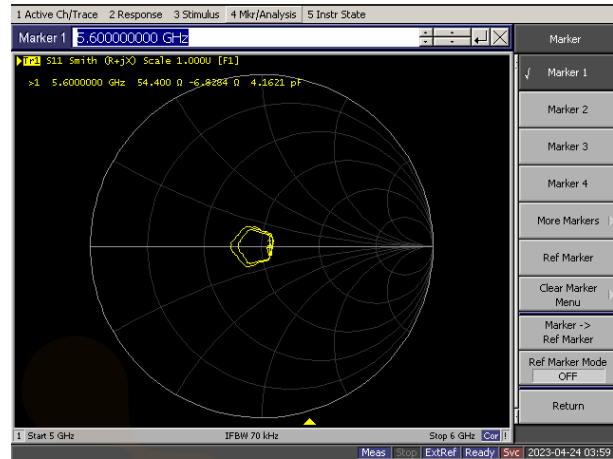 1 Active Ch/Trace 2 Response 3 Stimulus 4 Mkr/Analysis 5 Instr State
Marker 1 5.600000000 GHz
Marker
Tr1 S11 Smith (R+jX) Scale 1.000U [F1]
>1 5.6000000 GHz 54.400 Ω -6.8284 Ω 4.1621 pF
√ Marker 1
Marker 2
Marker 3
Marker 4
More Markers
Ref Marker
Clear Marker
Menu
Marker ->
Ref Marker
Ref Marker Mode
OFF
Return
1 Start 5 GHz IFBW 70 kHz Stop 6 GHz Cor !
Meas Stop ExtRef Ready Svc 2023-04-24 03:59